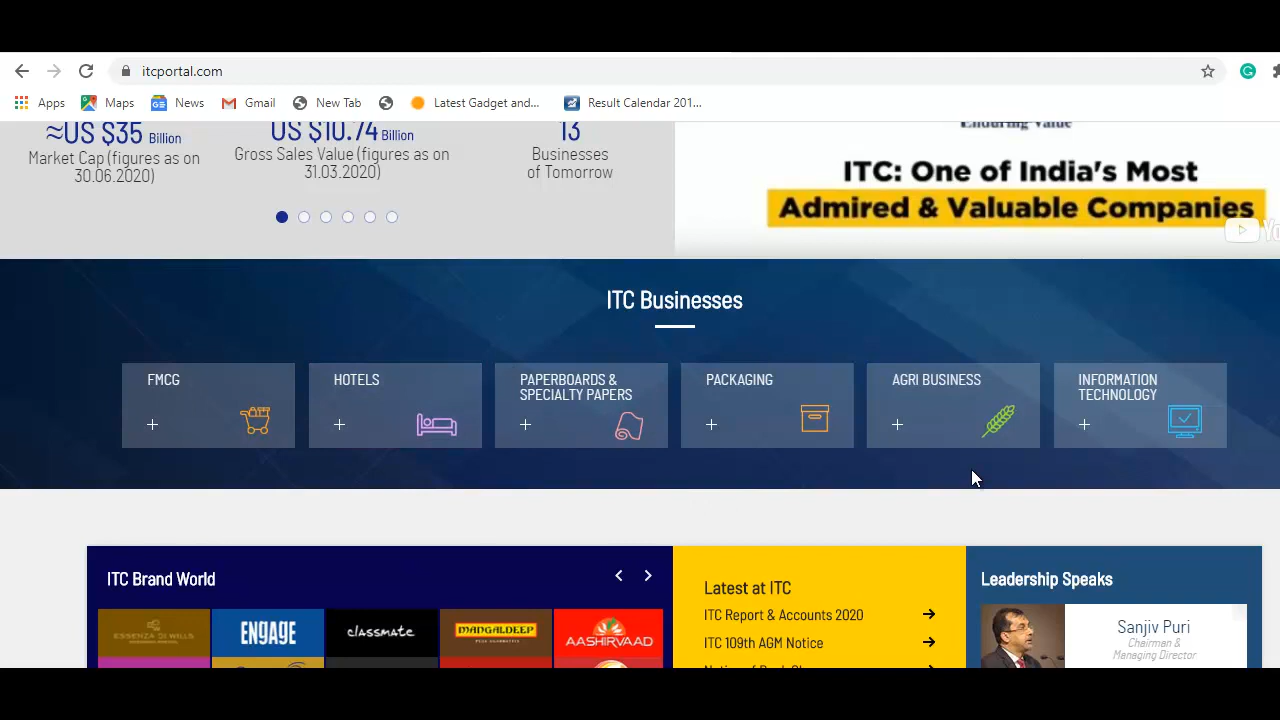 itcportal.com
Apps
Maps
News
Gmail
New Tab
Latest Gadget and...
Result Calendar 201...
≈US $35 Billion
Market Cap (figures as on
30.06.2020)
US $10.74 Billion
Gross Sales Value (figures as on
31.03.2020)
13
Businesses
of Tomorrow
Enduring Value
ITC: One of India's Most
Admired & Valuable Companies
ITC Businesses
FMCG
HOTELS
PAPERBOARDS &
SPECIALTY PAPERS
PACKAGING
AGRI BUSINESS
INFORMATION
TECHNOLOGY
ITC Brand World
ESSENZA DI WILLS
ENGAGE
classmate
MANGALDEEP
AASHIRVAAD
Latest at ITC
ITC Report & Accounts 2020
ITC 109th AGM Notice
Leadership Speaks
Sanjiv Puri
Chairman &
Managing Director